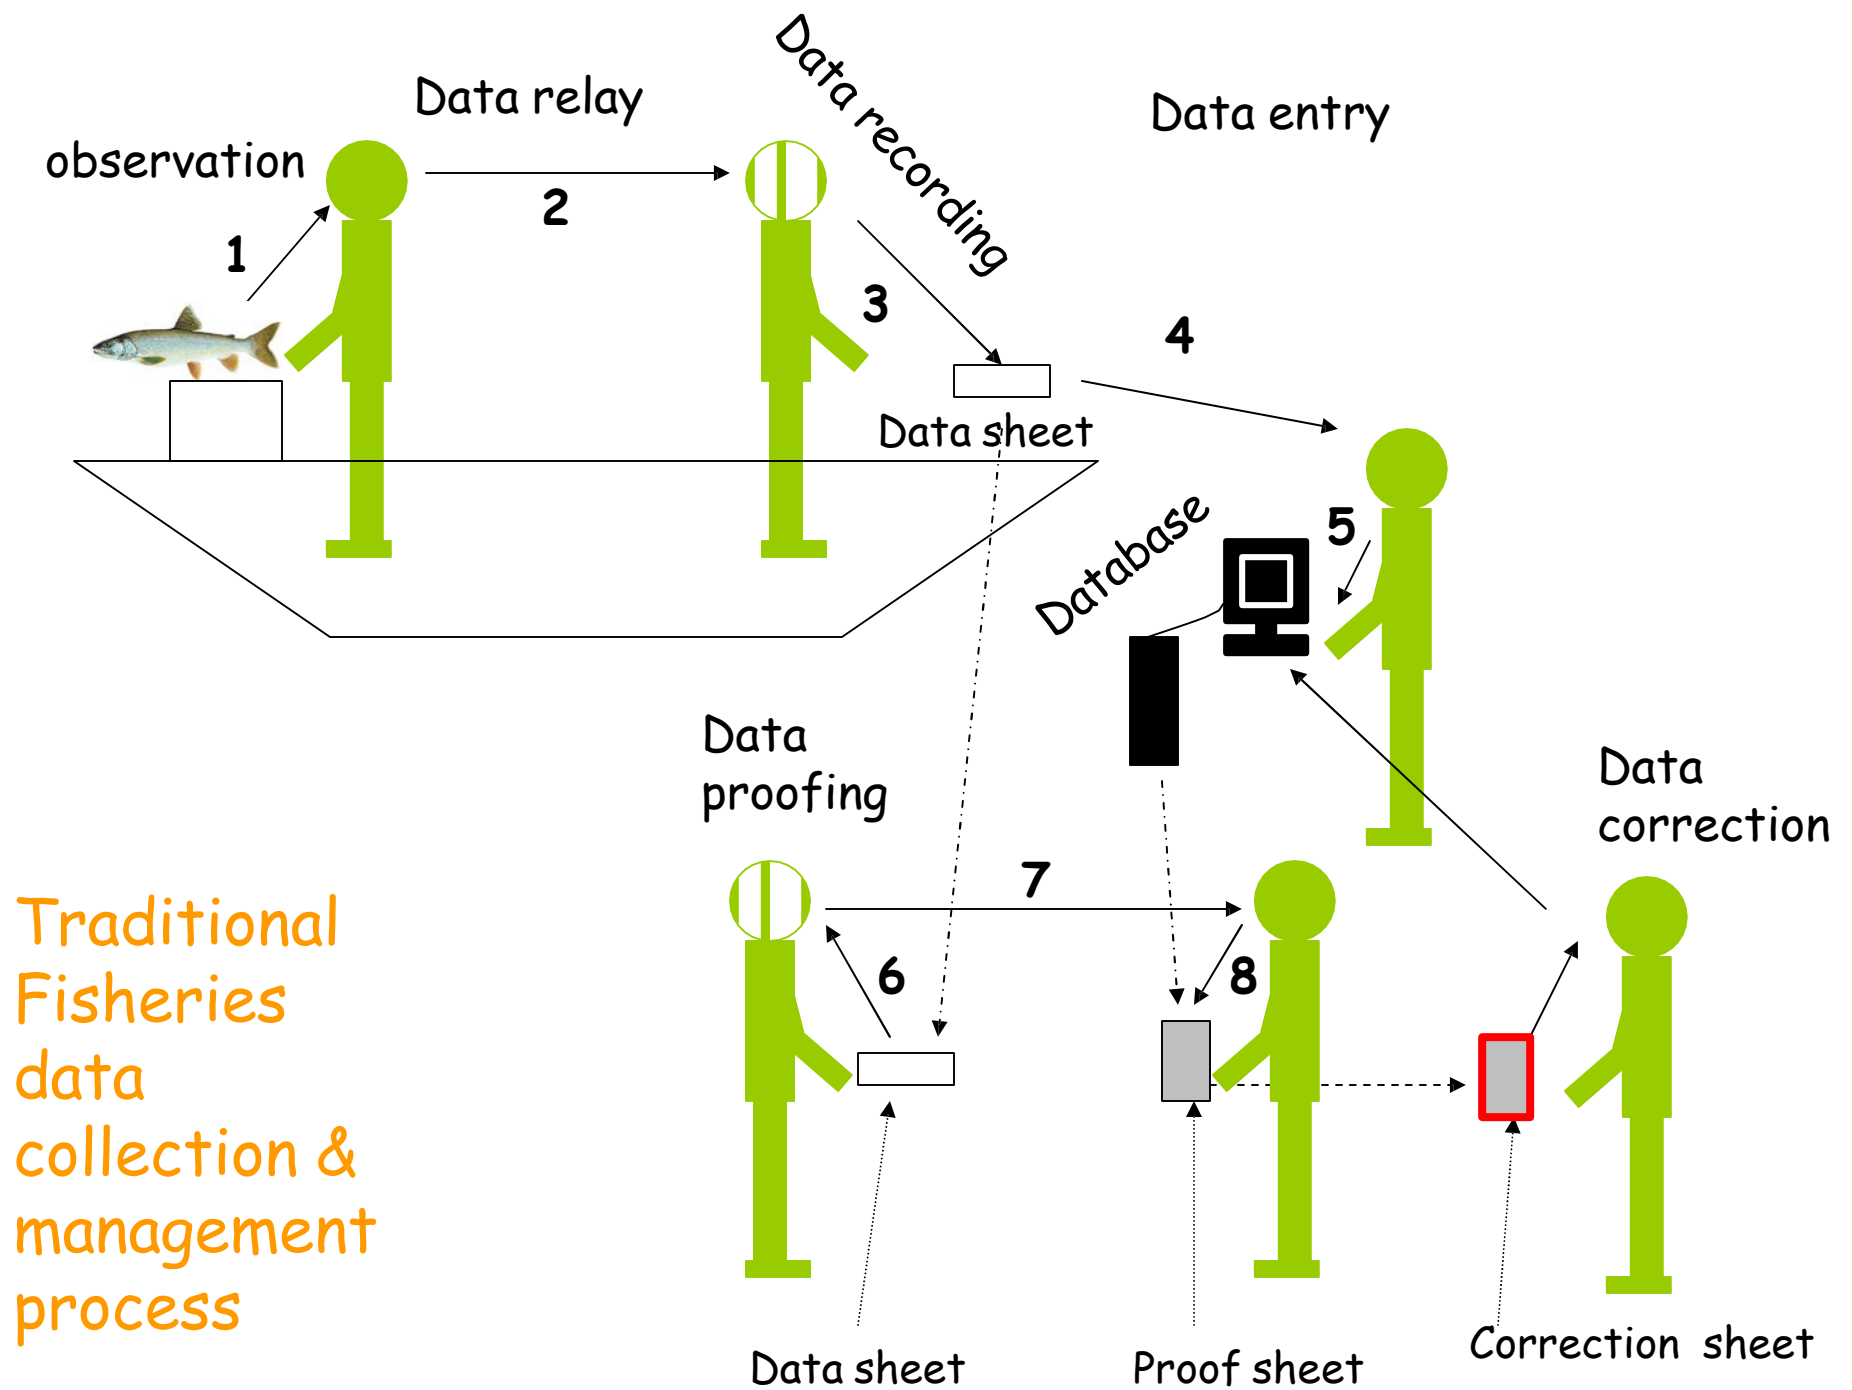 Data relay
Data recording
Data entry
observation
1
2
3
4
Data sheet
5
Database
Data
proofing
Data
correction
6
7
8
Traditional
Fisheries
data
collection &
management
process
Data sheet
Proof sheet
Correction sheet